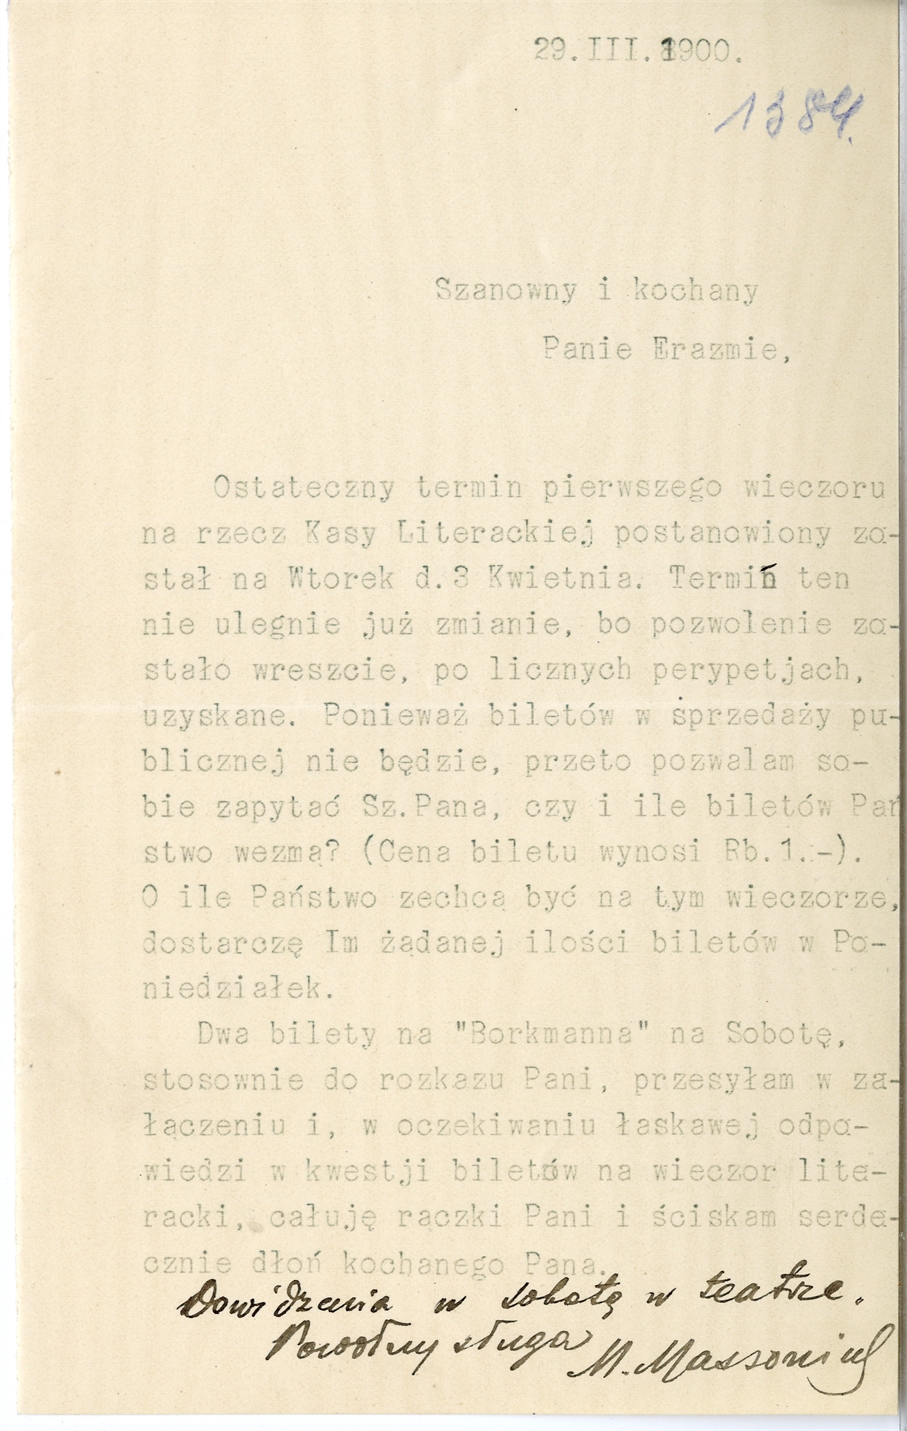 29.III.1900.
1384.
Szanowny i kochany
Panie Erazmie,
Ostateczny termin pierwszego wieczoru
na rzecz Kasy Literackiej postanowiony zo-
stał na Wtorek d.3 Kwietnia. Termin ten
nie ulegnie już zmianie, bo pozwolenie zo-
stało wreszcie, po licznych perypetjach,
uzyskane. Ponieważ biletów w sprzedaży pu-
blicznej nie będzie, przeto pozwalam so-
bie zapytać Sz.Pana, czy i ile biletów Pań
stwo wezmą? (Cena biletu wynosi Rb.1.-).
O ile Państwo zechcą być na tym wieczorze,
dostarczę Im żądanej ilości biletów w Po-
niedziałek.
Dwa bilety na "Borkmanna" na Sobotę,
stosownie do rozkazu Pani, przesyłam w za-
łączeniu i, w oczekiwaniu łaskawej odpo-
wiedzi w kwestji biletów na wieczor lite-
racki, całuję rączki Pani i ściskam serde-
cznie dłoń kochanego Pana.
Dowidzenia w sobotę w teatrze.
Powolny sługa
M. Massonius